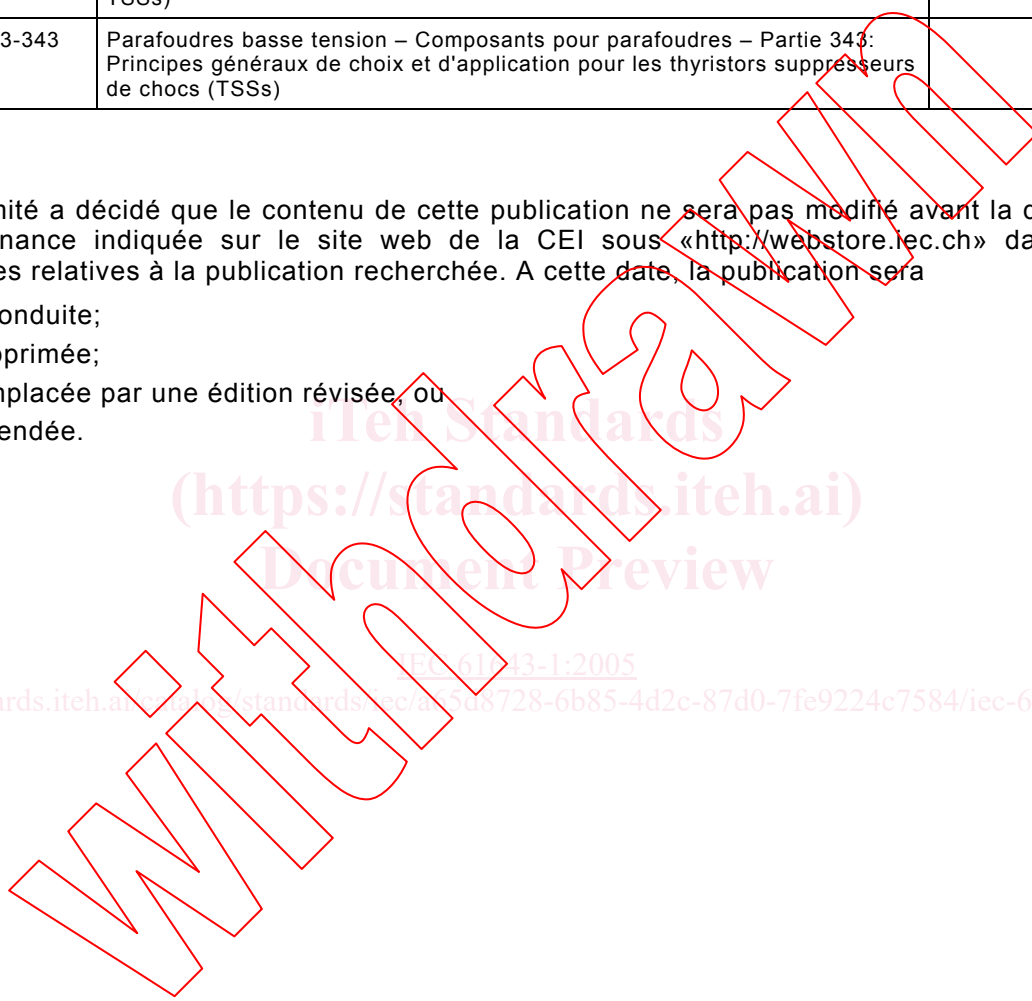 TSSs)
3-343 Parafoudres basse tension – Composants pour parafoudres – Partie 343:
Principes généraux de choix et d'application pour les thyristors suppresseurs
de chocs (TSSs)
mité a décidé que le contenu de cette publication ne sera pas modifié avant la d
nance indiquée sur le site web de la CEI sous «http://webstore.iec.ch» da
es relatives à la publication recherchée. A cette date, la publication sera
onduite;
pprimée;
mplacée par une édition révisée, ou
endée.
iTeh Standards
(https://standards.iteh.ai)
Document Preview
IEC 61643-1:2005
rds.iteh.ai/catalog/standards/iec/a65d8728-6b85-4d2c-87d0-7fe9224c7584/iec-6
withdrawn